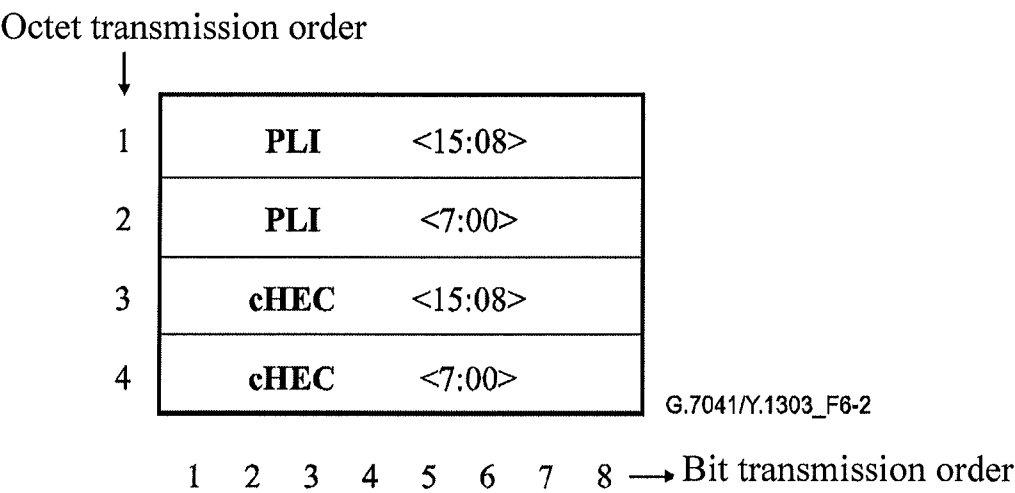 Octet transmission order
1 PLI <15:08>
2 PLI <7:00>
3 cHEC <15:08>
4 cHEC <7:00>
G.7041/Y.1303_F6-2
1 2 3 4 5 6 7 8 Bit transmission order